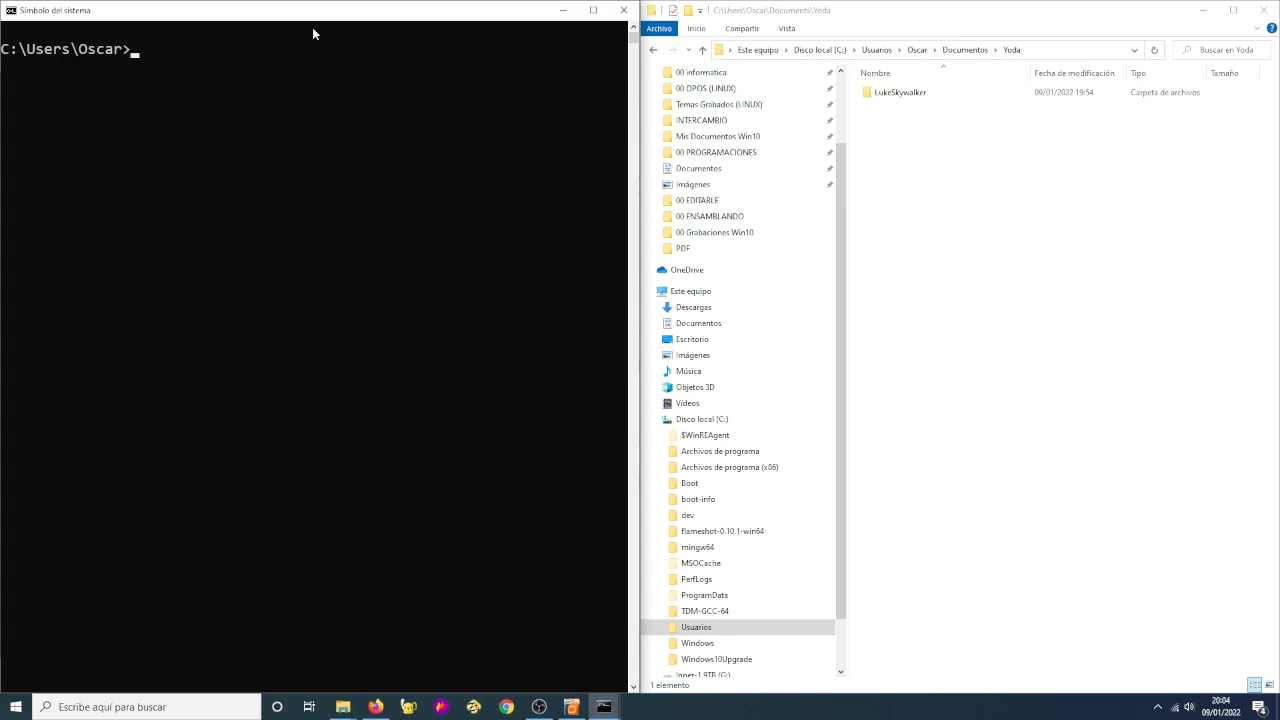 Símbolo del sistema
C:\Users\Oscar>
C:\Users\Oscar\Documents\Yoda
Archivo Inicio Compartir Vista
Este equipo Disco local (C:) Usuarios Oscar Documentos Yoda
Buscar en Yoda
Nombre Fecha de modificación Tipo Tamaño
LukeSkywalker 09/01/2022 19:54 Carpeta de archivos
00 informatica
00 OPOS (LINUX)
Temas Grabados (LINUX)
INTERCAMBIO
Mis Documentos Win10
00 PROGRAMACIONES
Documentos
Imágenes
00 EDITABLE
00 ENSAMBLANDO
00 Grabaciones Win10
PDF
OneDrive
Este equipo
Descargas
Documentos
Escritorio
Imágenes
Música
Objetos 3D
Vídeos
Disco local (C:)
$WinREAgent
Archivos de programa
Archivos de programa (x86)
Boot
boot-info
dev
flameshot-0.10.1-win64
mingw64
MSOCache
PerfLogs
ProgramData
TDM-GCC-64
Usuarios
Windows
Windows10Upgrade
Inner-1.9TB (G:)
1 elemento
Escribe aquí para buscar
20:04
09/01/2022
4